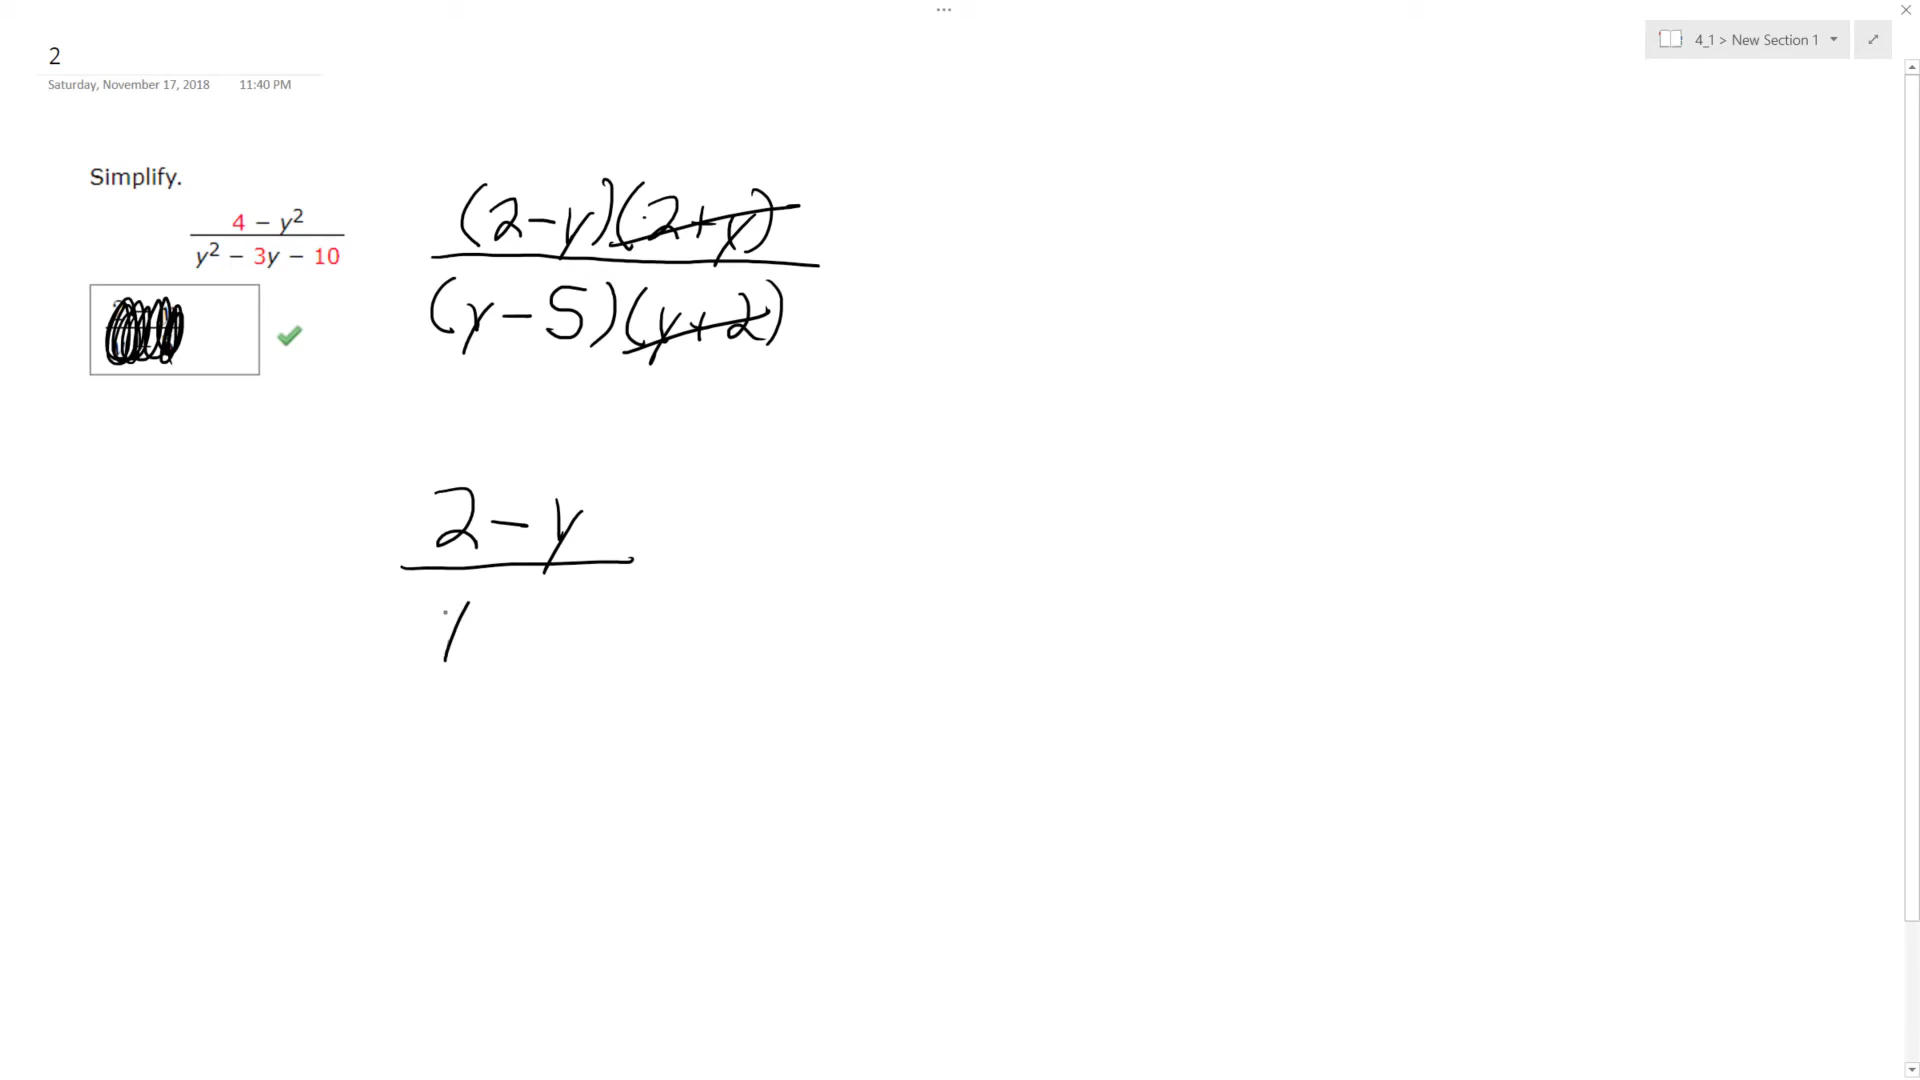 2
Saturday, November 17, 2018 11:40 PM
4_1 > New Section 1
Simplify.
4 − y²
y² − 3y − 10
(2-y)(2+y)
(y-5)(y+2)
2-y